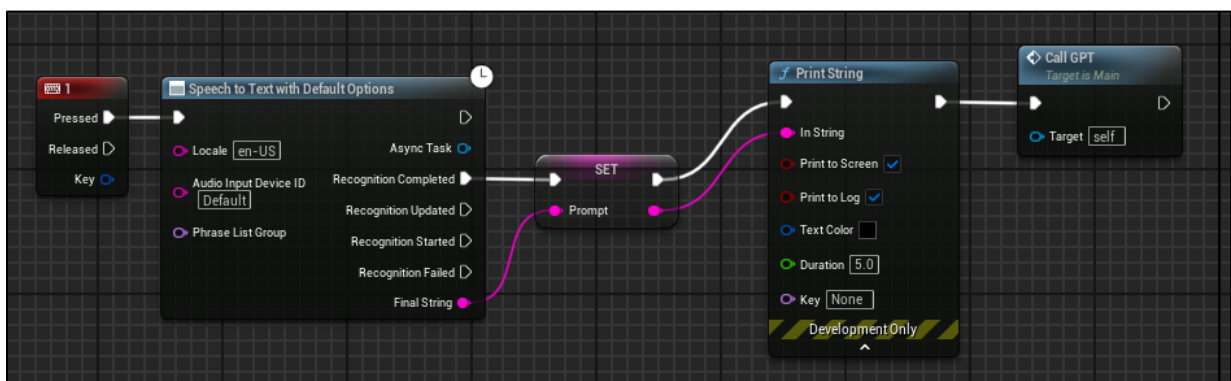 1
Pressed
Released
Key
Speech to Text with Default Options
Locale en-US
Audio Input Device ID
Default
Phrase List Group
Async Task
Recognition Completed
Recognition Updated
Recognition Started
Recognition Failed
Final String
SET
Prompt
f Print String
In String
Print to Screen
Print to Log
Text Color
Duration 5.0
Key None
Development Only
Call GPT
Target is Main
Target self